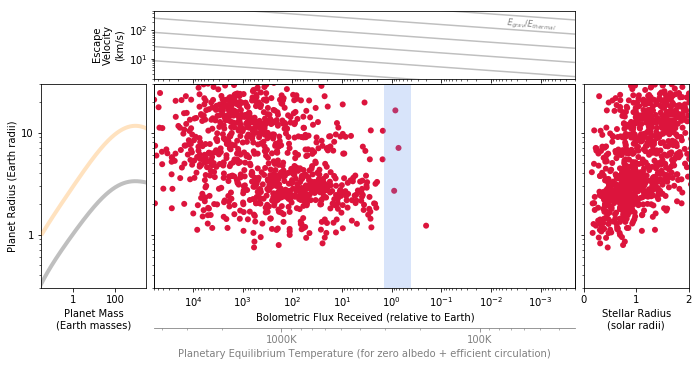 Escape
Velocity
(km/s)
10²
10¹
E_grav/E_thermal
Planet Radius (Earth radii)
10
1
1 100
Planet Mass
(Earth masses)
10⁴ 10³ 10² 10¹ 10⁰ 10⁻¹ 10⁻² 10⁻³
Bolometric Flux Received (relative to Earth)
1000K 100K
Planetary Equilibrium Temperature (for zero albedo + efficient circulation)
0 1 2
Stellar Radius
(solar radii)